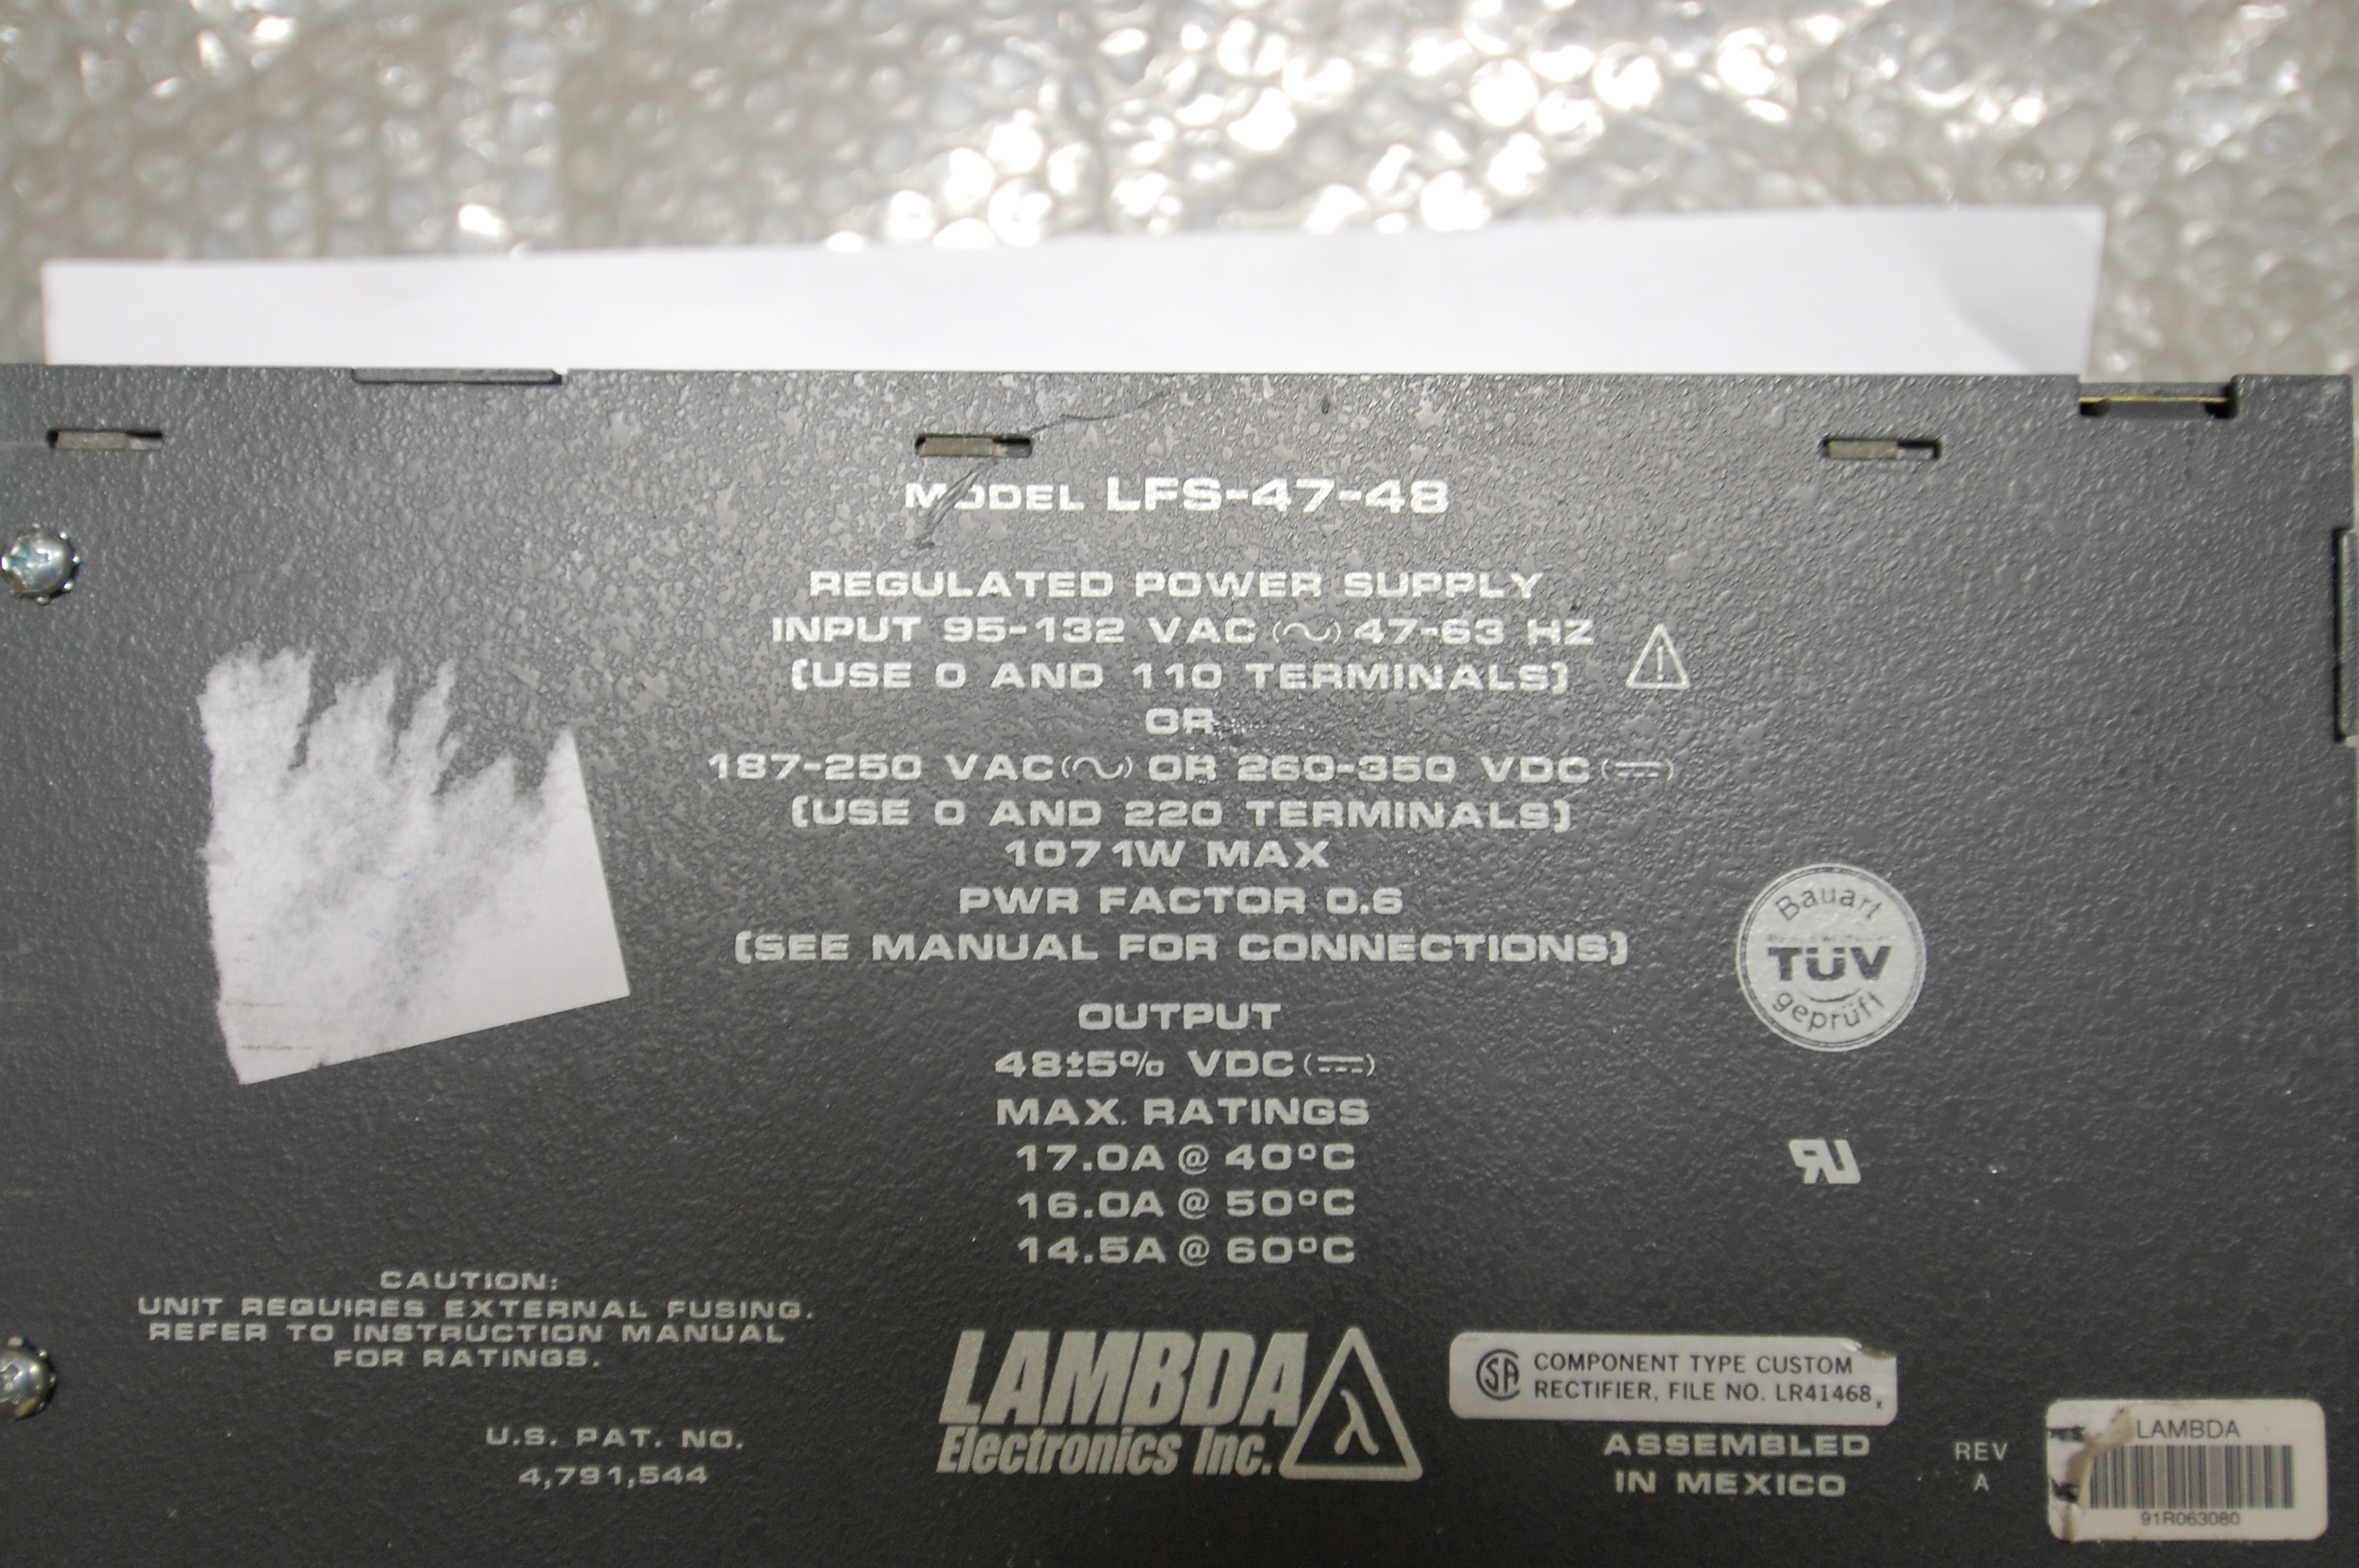 MODEL LFS-47-48
REGULATED POWER SUPPLY
INPUT 95-132 VAC (∿) 47-63 HZ
(USE 0 AND 110 TERMINALS)
OR
187-250 VAC (∿) OR 260-350 VDC (⎓)
(USE 0 AND 220 TERMINALS)
1071W MAX
PWR FACTOR 0.6
(SEE MANUAL FOR CONNECTIONS)
OUTPUT
48±5% VDC (⎓)
MAX. RATINGS
17.0A @ 40°C
16.0A @ 50°C
14.5A @ 60°C
Bauart
TÜV
geprüft
UR
CAUTION:
UNIT REQUIRES EXTERNAL FUSING.
REFER TO INSTRUCTION MANUAL
FOR RATINGS.
U.S. PAT. NO.
4,791,544
LAMBDA
Electronics Inc.
λ
SA COMPONENT TYPE CUSTOM
RECTIFIER, FILE NO. LR41468
ASSEMBLED
IN MEXICO
REV
A
LAMBDA
91R063080